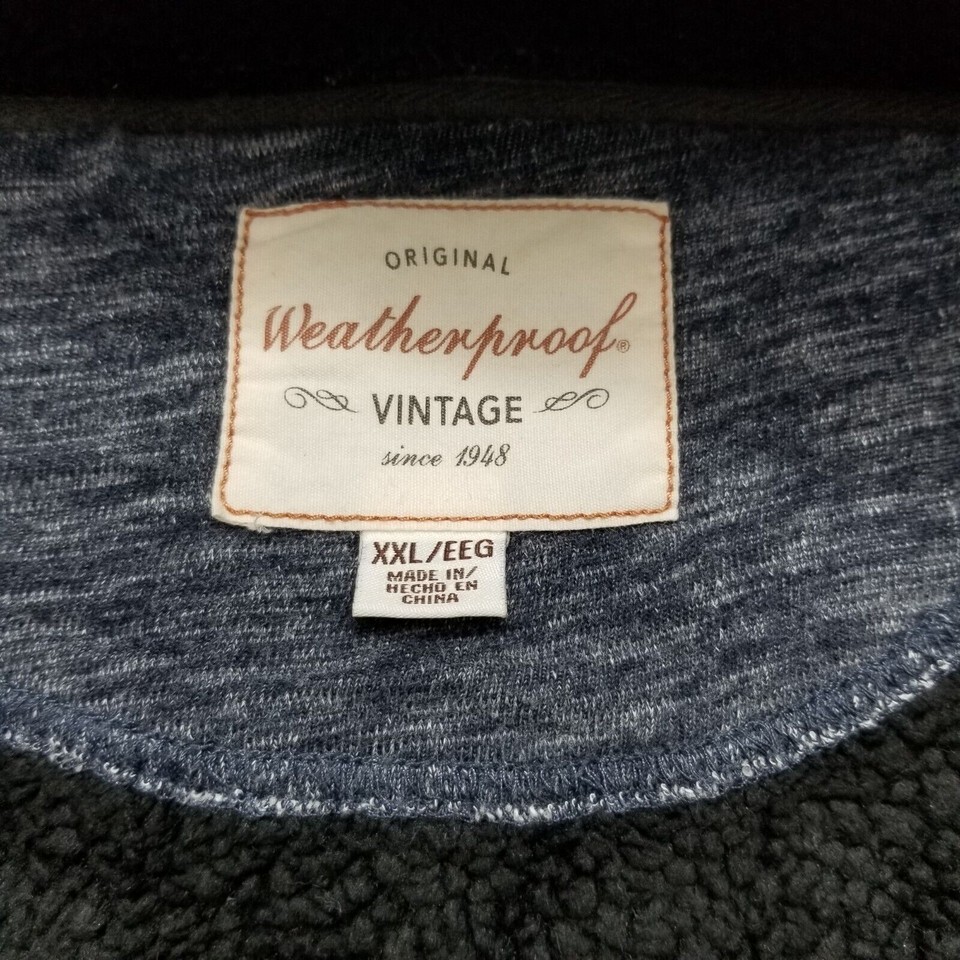 ORIGINAL
Weatherproof®
VINTAGE
since 1948
XXL/EEG
MADE IN/
HECHO EN
CHINA